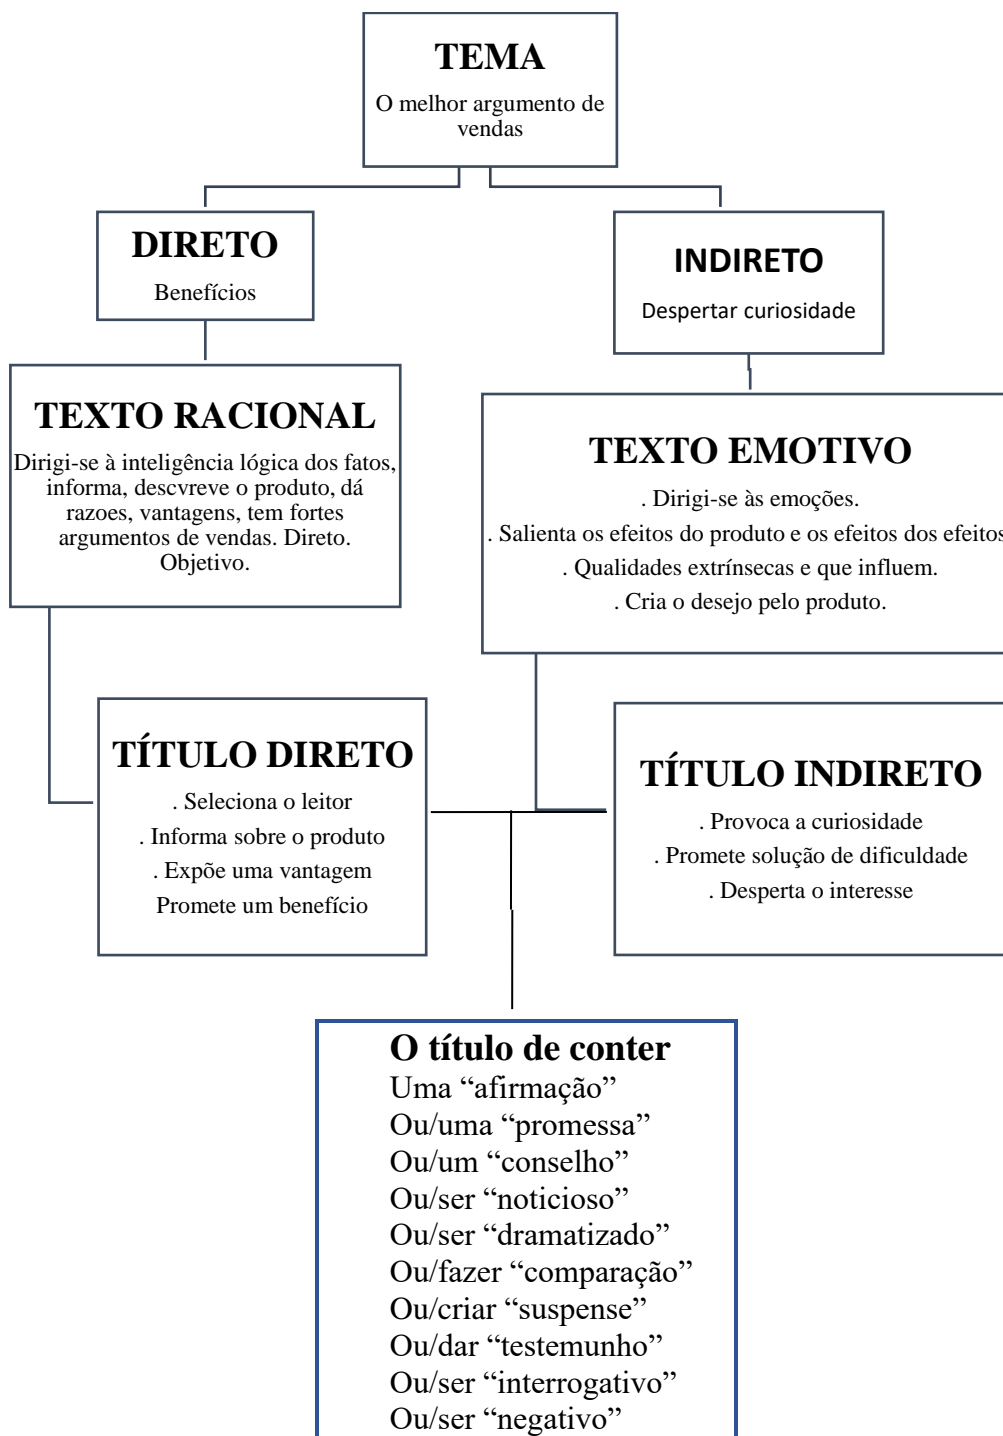 TEMA
O melhor argumento de
vendas
DIRETO
Benefícios
INDIRETO
Despertar curiosidade
TEXTO RACIONAL
Dirigi-se à inteligência lógica dos fatos,
informa, descvreve o produto, dá
razoes, vantagens, tem fortes
argumentos de vendas. Direto.
Objetivo.
TEXTO EMOTIVO
. Dirigi-se às emoções.
. Salienta os efeitos do produto e os efeitos dos efeitos
. Qualidades extrínsecas e que influem.
. Cria o desejo pelo produto.
TÍTULO DIRETO
. Seleciona o leitor
. Informa sobre o produto
. Expõe uma vantagem
Promete um benefício
TÍTULO INDIRETO
. Provoca a curiosidade
. Promete solução de dificuldade
. Desperta o interesse
O título de conter
Uma “afirmação”
Ou/uma “promessa”
Ou/um “conselho”
Ou/ser “noticioso”
Ou/ser “dramatizado”
Ou/fazer “comparação”
Ou/criar “suspense”
Ou/dar “testemunho”
Ou/ser “interrogativo”
Ou/ser “negativo”